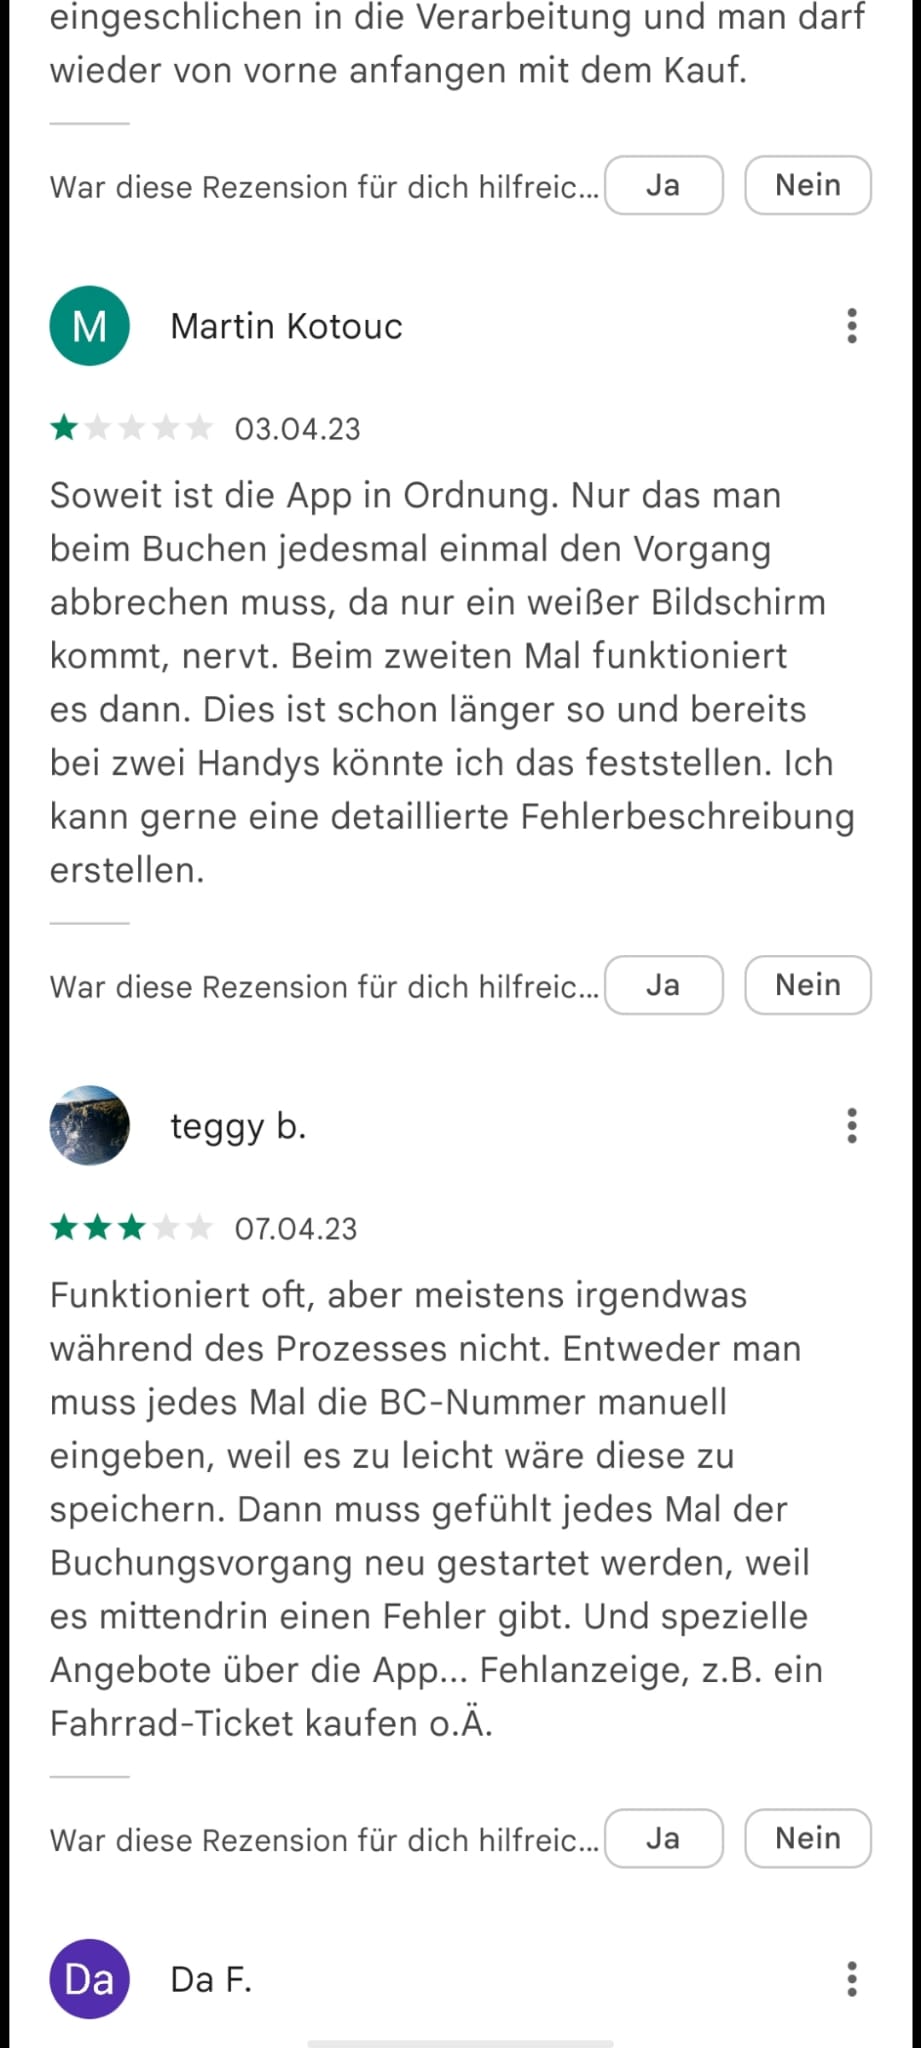 eingeschlichen in die Verarbeitung und man darf
wieder von vorne anfangen mit dem Kauf.
War diese Rezension für dich hilfreic... Ja Nein
M Martin Kotouc
03.04.23
Soweit ist die App in Ordnung. Nur das man
beim Buchen jedesmal einmal den Vorgang
abbrechen muss, da nur ein weißer Bildschirm
kommt, nervt. Beim zweiten Mal funktioniert
es dann. Dies ist schon länger so und bereits
bei zwei Handys könnte ich das feststellen. Ich
kann gerne eine detaillierte Fehlerbeschreibung
erstellen.
War diese Rezension für dich hilfreic... Ja Nein
teggy b.
07.04.23
Funktioniert oft, aber meistens irgendwas
während des Prozesses nicht. Entweder man
muss jedes Mal die BC-Nummer manuell
eingeben, weil es zu leicht wäre diese zu
speichern. Dann muss gefühlt jedes Mal der
Buchungsvorgang neu gestartet werden, weil
es mittendrin einen Fehler gibt. Und spezielle
Angebote über die App... Fehlanzeige, z.B. ein
Fahrrad-Ticket kaufen o.Ä.
War diese Rezension für dich hilfreic... Ja Nein
Da Da F.